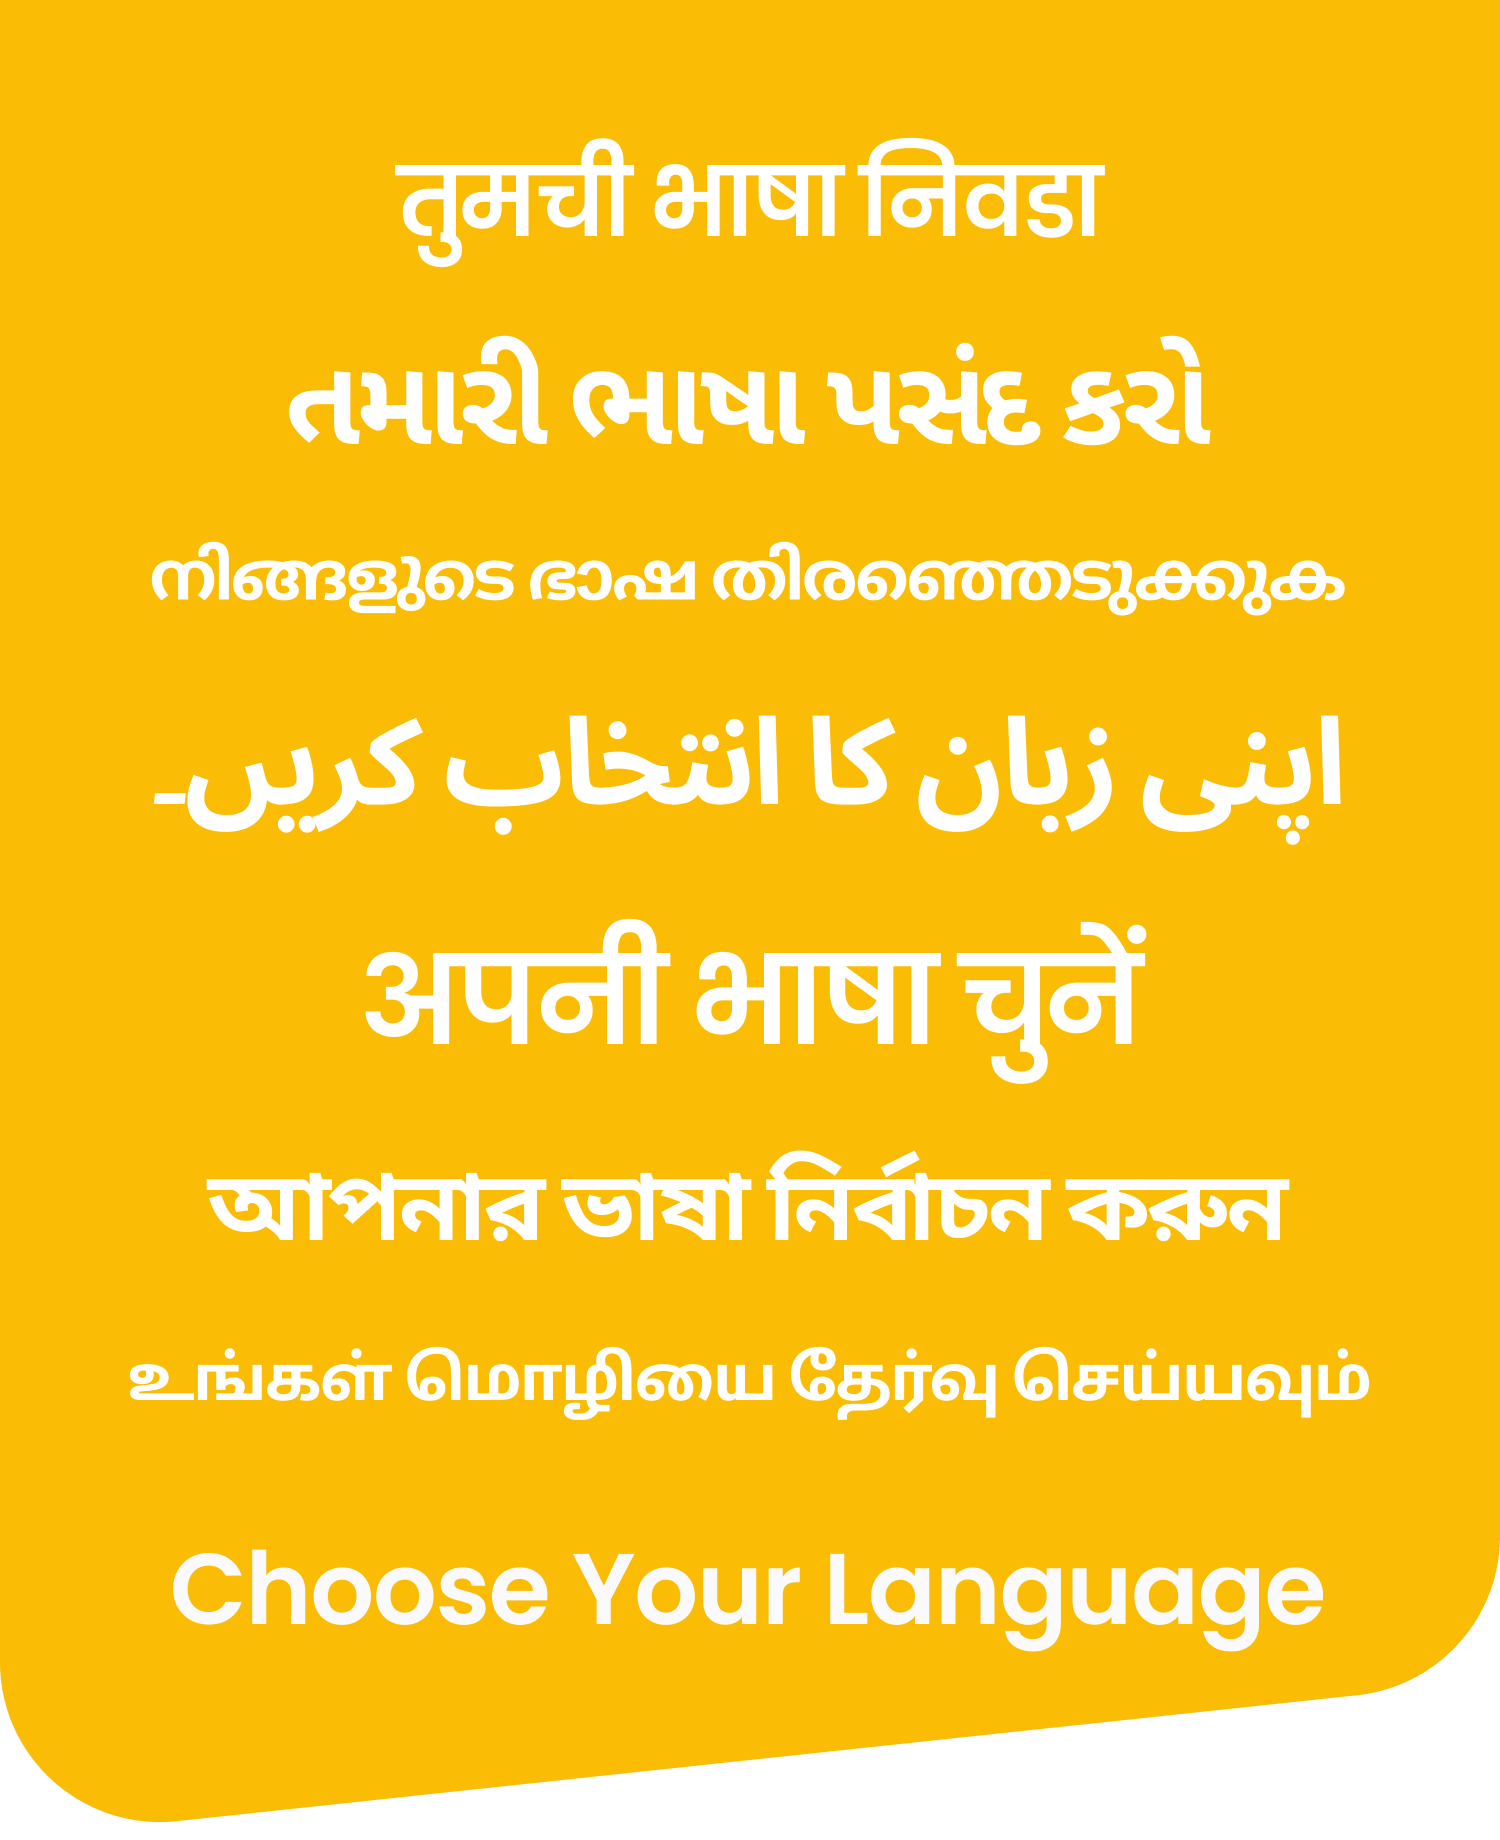 तुमची भाषा निवडा
તમારી ભાષા પસંદ કરો
നിങ്ങളുടെ ഭാഷ തിരഞ്ഞെടുക്കുക
اپنی زبان کا انتخاب کریں۔
अपनी भाषा चुनें
আপনার ভাষা নির্বাচন করুন
உங்கள் மொழியை தேர்வு செய்யவும்
Choose Your Language